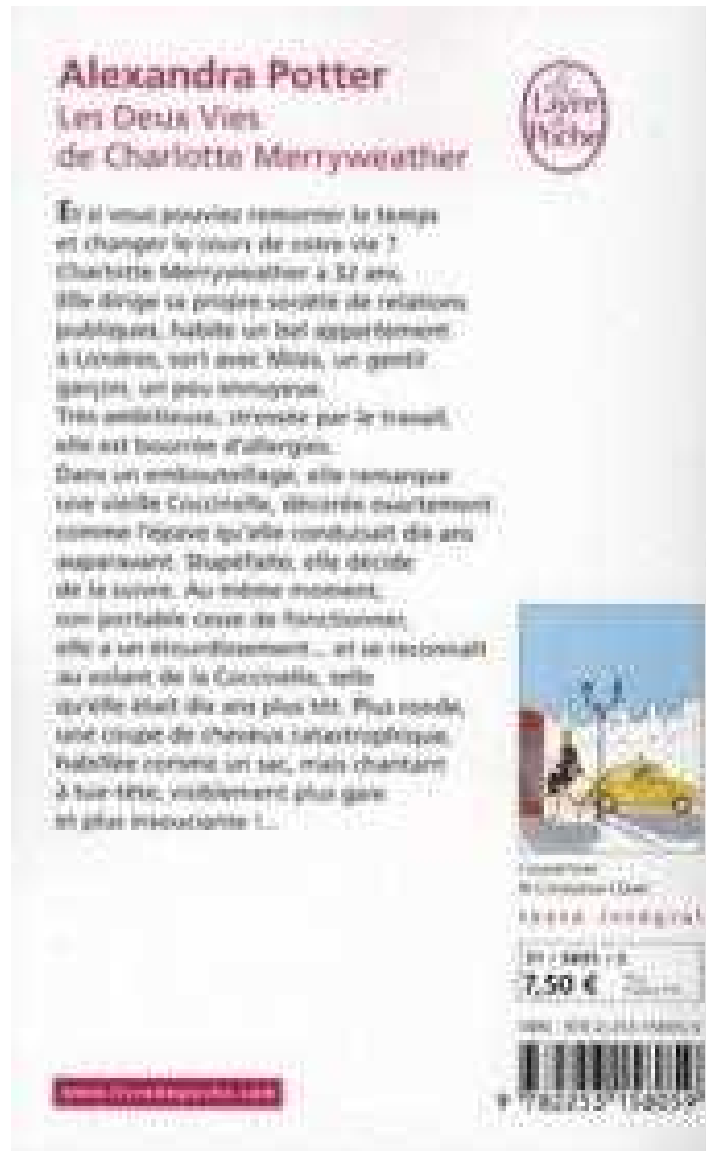 Alexandra Potter
Les Deux Vies
de Charlotte Merryweather
Le
Livre
de
Poche
Et si vous pouviez remonter le temps
et changer le cours de votre vie ?
Charlotte Merryweather a 32 ans.
Elle dirige sa propre société de relations
publiques, habite un bel appartement
à Londres, sort avec Miles, un gentil
garçon, un peu ennuyeux.
Très ambitieuse, stressée par le travail,
elle est bourrée d'allergies.
Dans un embouteillage, elle remarque
une vieille Coccinelle, décorée exactement
comme l'épave qu'elle conduisait dix ans
auparavant. Stupéfaite, elle décide
de la suivre. Au même moment,
son portable cesse de fonctionner,
elle a un étourdissement... et se reconnaît
au volant de la Coccinelle, telle
qu'elle était dix ans plus tôt. Plus ronde,
une coupe de cheveux catastrophique,
habillée comme un sac, mais chantant
à tue-tête, visiblement plus gaie
et plus insouciante !...
Couverture :
texte intégral
7,50 €
www.livredepoche.com